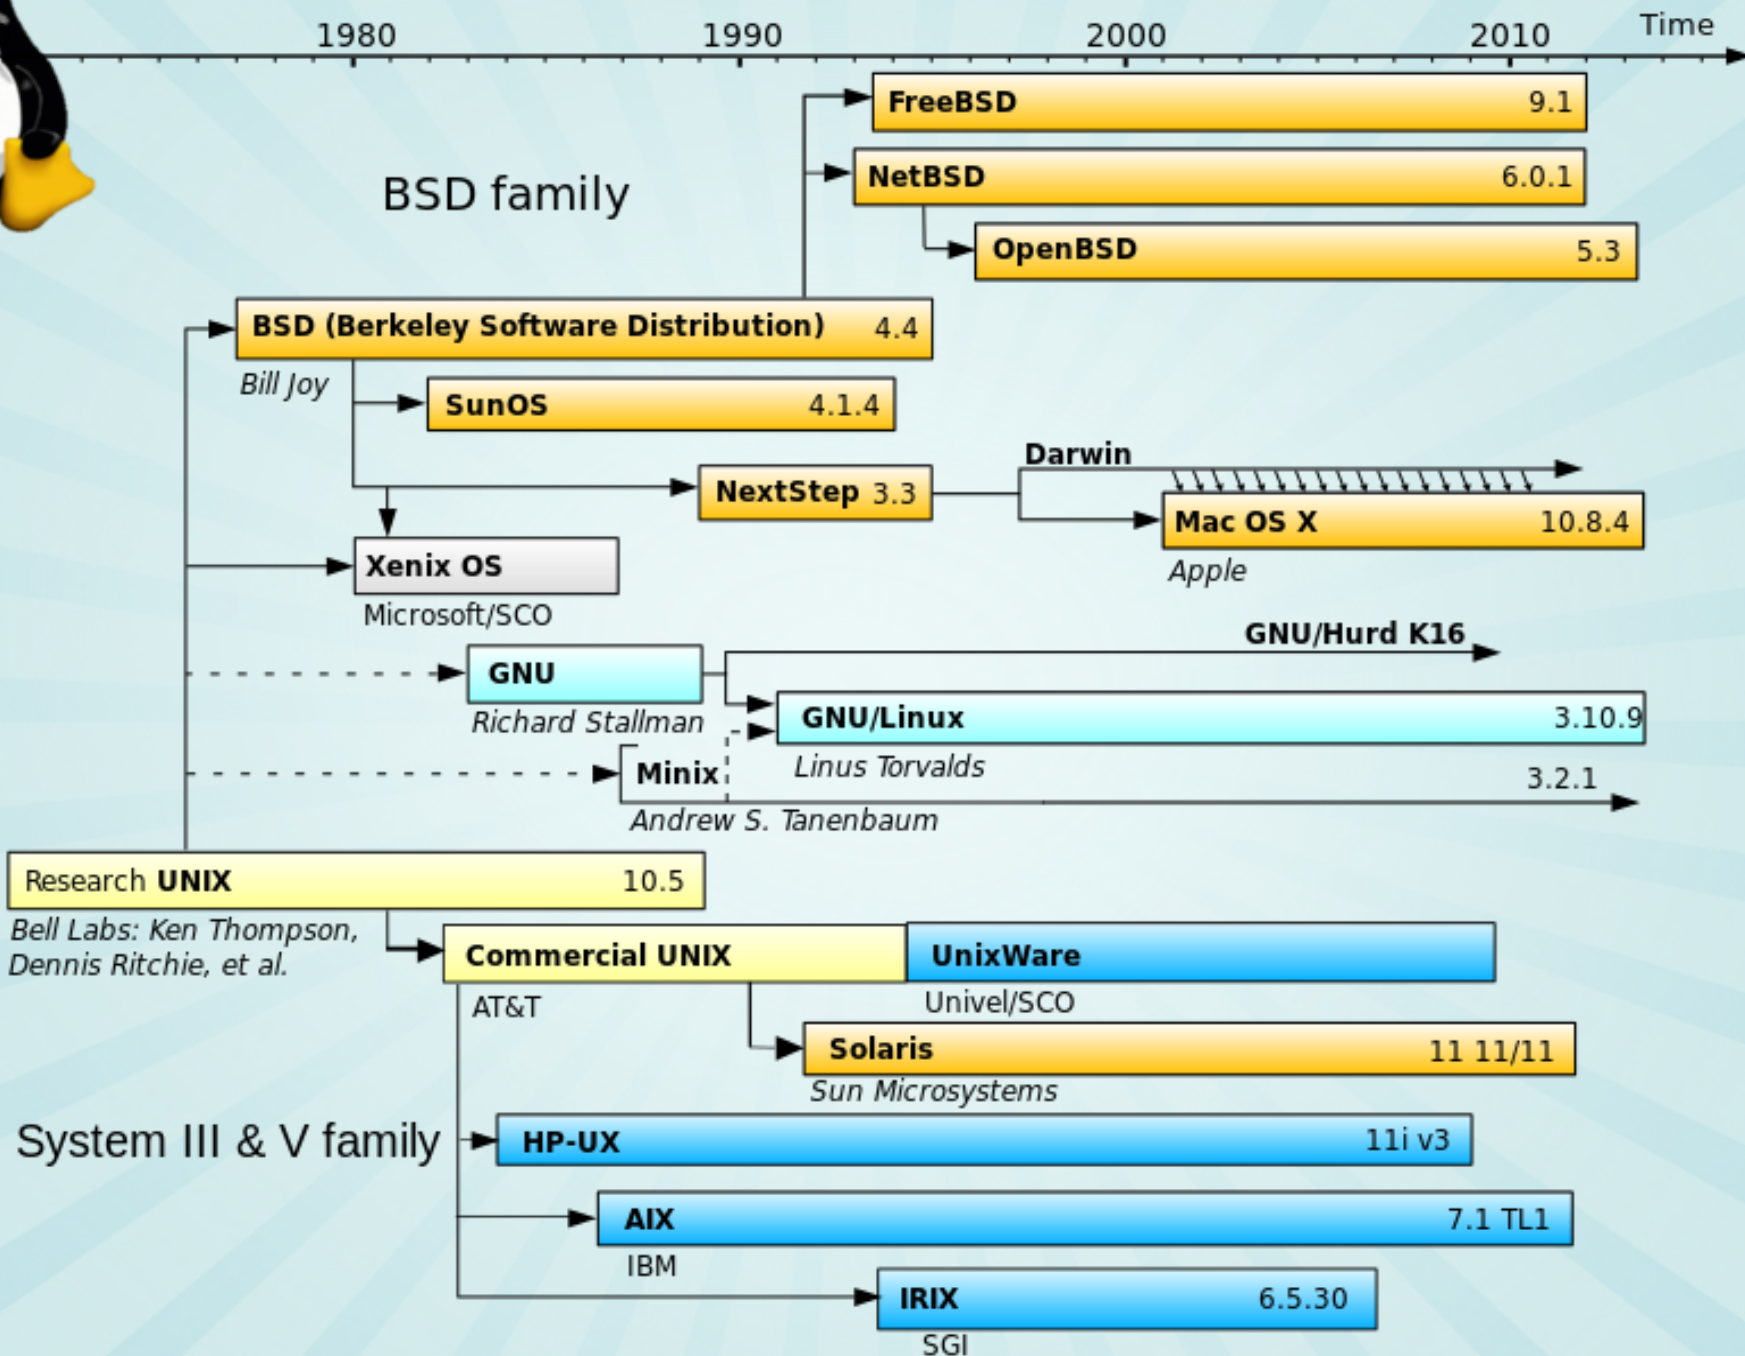 1980 1990 2000 2010 Time
FreeBSD 9.1
NetBSD 6.0.1
BSD family
OpenBSD 5.3
BSD (Berkeley Software Distribution) 4.4
Bill Joy
SunOS 4.1.4
Darwin
NextStep 3.3
Mac OS X 10.8.4
Apple
Xenix OS
Microsoft/SCO
GNU/Hurd K16
GNU
Richard Stallman
GNU/Linux 3.10.9
Linus Torvalds
Minix 3.2.1
Andrew S. Tanenbaum
Research UNIX 10.5
Bell Labs: Ken Thompson,
Dennis Ritchie, et al.
Commercial UNIX
AT&T
UnixWare
Univel/SCO
Solaris 11 11/11
Sun Microsystems
System III & V family
HP-UX 11i v3
AIX 7.1 TL1
IBM
IRIX 6.5.30
SGI